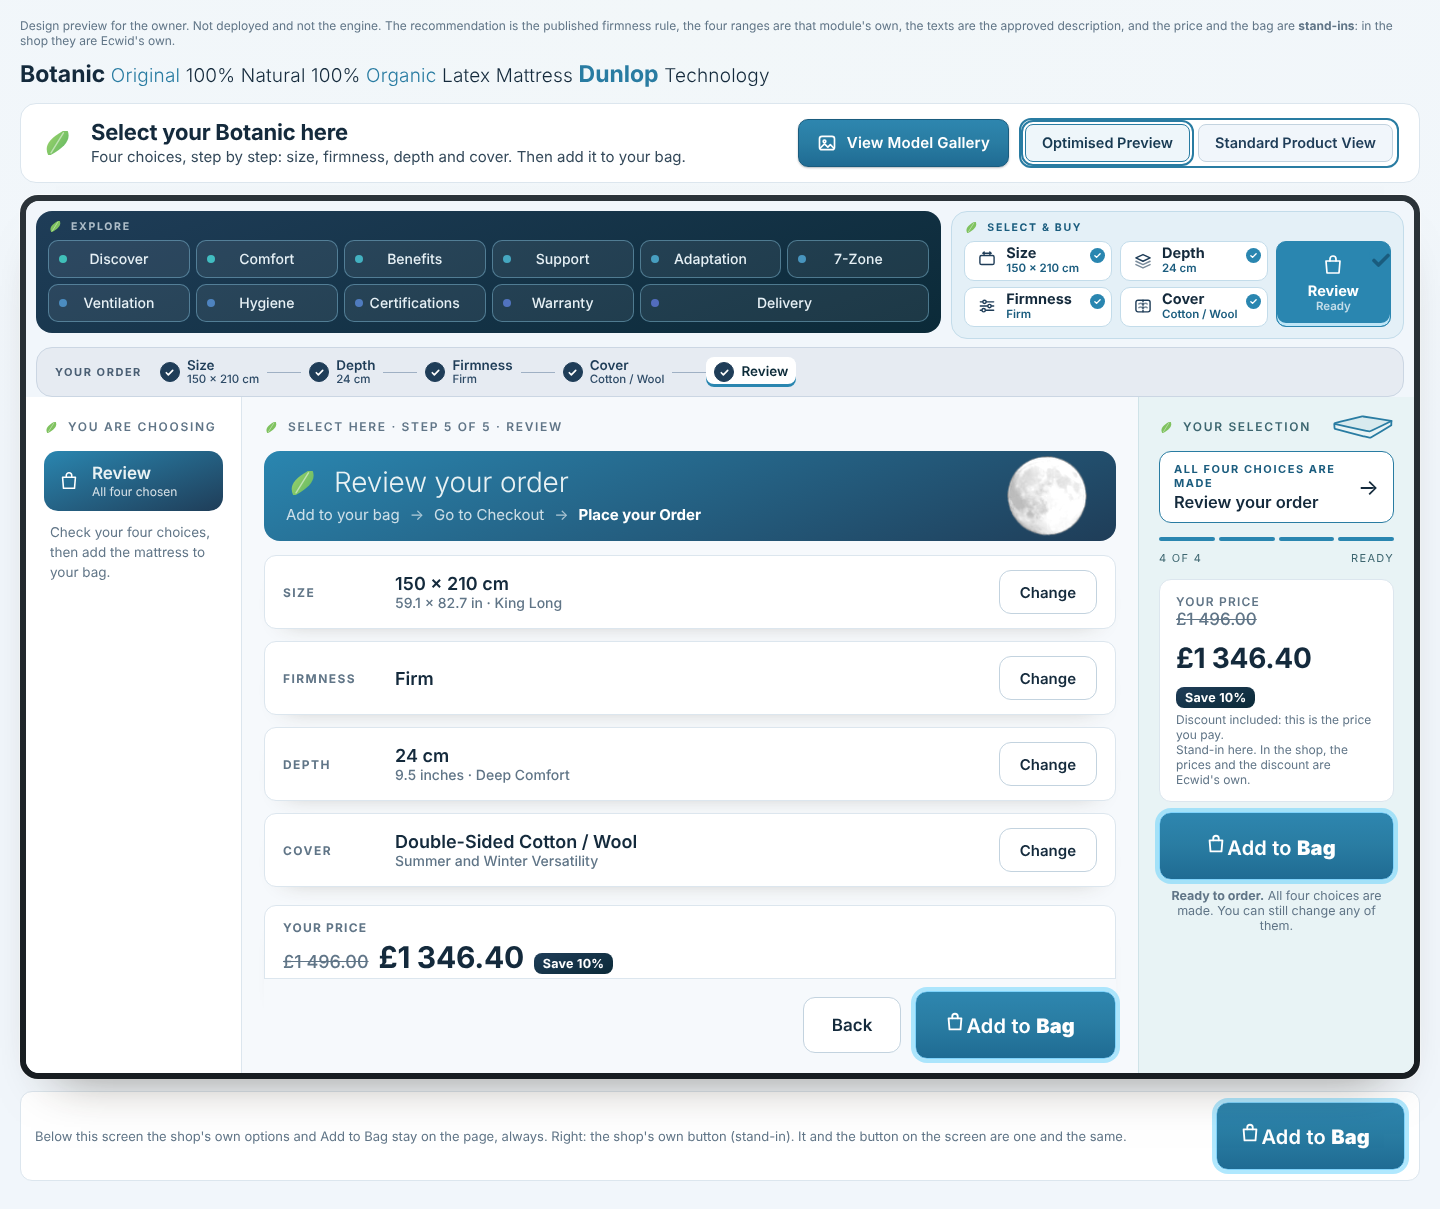 Design preview for the owner. Not deployed and not the engine. The recommendation is the published firmness rule, the four ranges are that module's own, the texts are the approved description, and the price and the bag are stand-ins: in the
shop they are Ecwid's own.
Botanic Original 100% Natural 100% Organic Latex Mattress Dunlop Technology
Select your Botanic here
Four choices, step by step: size, firmness, depth and cover. Then add it to your bag.
View Model Gallery
Optimised Preview
Standard Product View
EXPLORE
Discover
Comfort
Benefits
Support
Adaptation
7-Zone
Ventilation
Hygiene
Certifications
Warranty
Delivery
SELECT & BUY
Size
150 × 210 cm
Depth
24 cm
Firmness
Firm
Cover
Cotton / Wool
Review
Ready
YOUR ORDER
Size
150 × 210 cm
Depth
24 cm
Firmness
Firm
Cover
Cotton / Wool
Review
YOU ARE CHOOSING
Review
All four chosen
Check your four choices,
then add the mattress to
your bag.
SELECT HERE · STEP 5 OF 5 · REVIEW
Review your order
Add to your bag → Go to Checkout → Place your Order
SIZE
150 × 210 cm
59.1 × 82.7 in · King Long
Change
FIRMNESS
Firm
Change
DEPTH
24 cm
9.5 inches · Deep Comfort
Change
COVER
Double-Sided Cotton / Wool
Summer and Winter Versatility
Change
YOUR PRICE
£1 496.00 £1 346.40 Save 10%
Back
Add to Bag
YOUR SELECTION
ALL FOUR CHOICES ARE
MADE
Review your order
4 OF 4
READY
YOUR PRICE
£1 496.00
£1 346.40
Save 10%
Discount included: this is the price
you pay.
Stand-in here. In the shop, the
prices and the discount are
Ecwid's own.
Add to Bag
Ready to order. All four choices are
made. You can still change any of
them.
Below this screen the shop's own options and Add to Bag stay on the page, always. Right: the shop's own button (stand-in). It and the button on the screen are one and the same.
Add to Bag